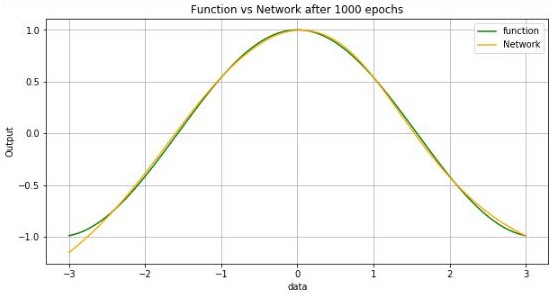 Function vs Network after 1000 epochs
function
Network
1.0
0.5
0.0
−0.5
−1.0
Output
−3 −2 −1 0 1 2 3
data